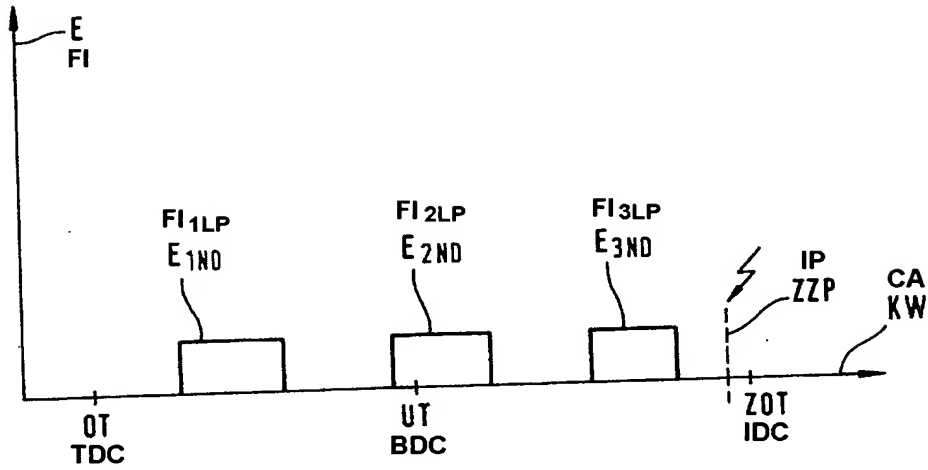 E
FI
FI1LP
E1ND
FI2LP
E2ND
FI3LP
E3ND
IP
ZZP
CA
KW
OT
TDC
UT
BDC
ZOT
IDC